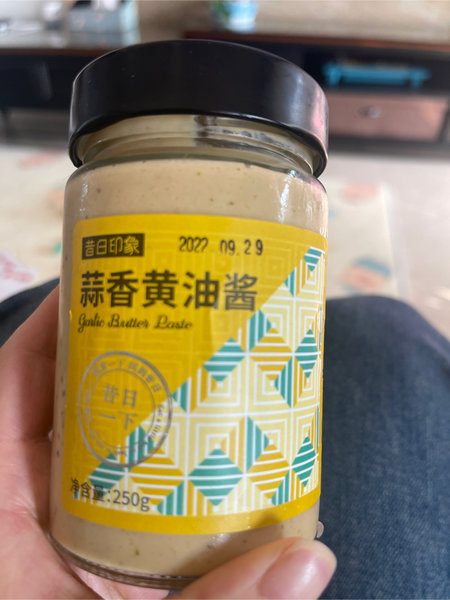 昔日印象
2022.09.29
蒜香黄油酱
Garlic Butter Paste
昔日
一下
净含量:250g